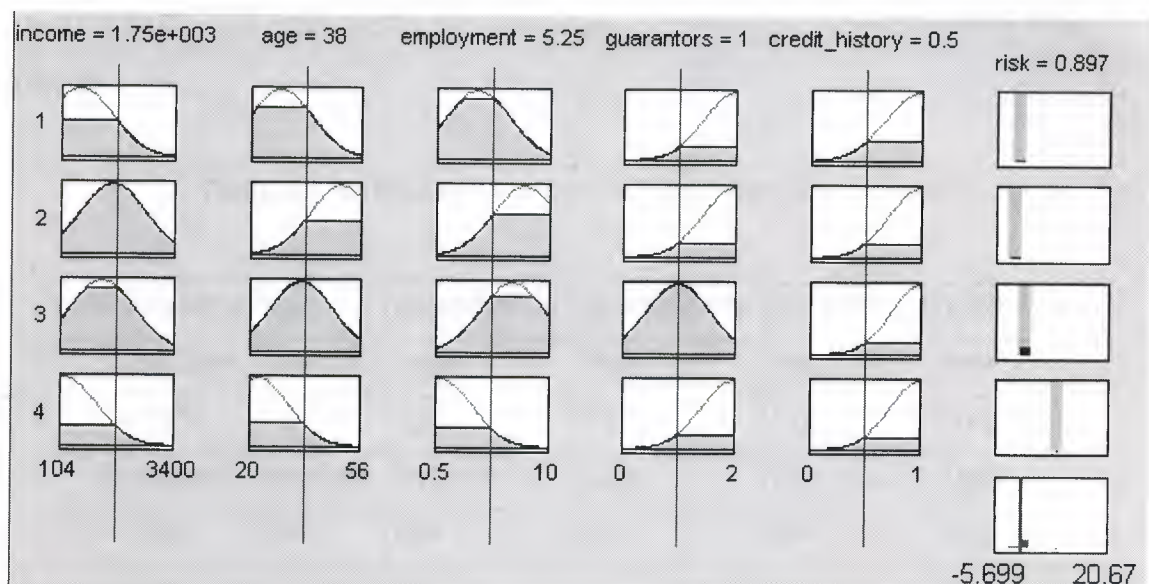 income = 1.75e+003 age = 38 employment = 5.25 guarantors = 1 credit_history = 0.5
risk = 0.897
1
2
3
4
104 3400 20 56 0.5 10 0 2 0 1
-5.699 20.67